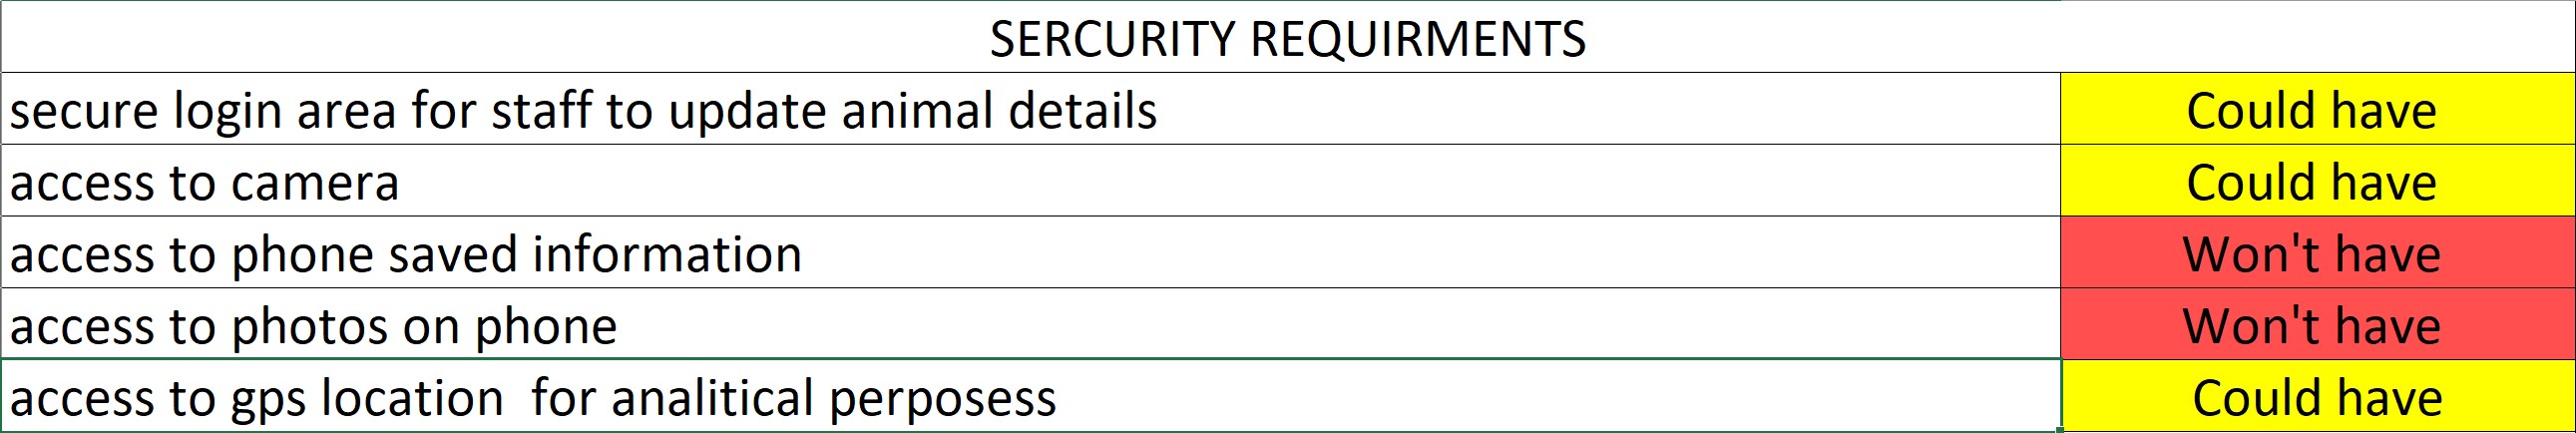 SERCURITY REQUIRMENTS
secure login area for staff to update animal details Could have
access to camera Could have
access to phone saved information Won't have
access to photos on phone Won't have
access to gps location  for analitical perposess Could have